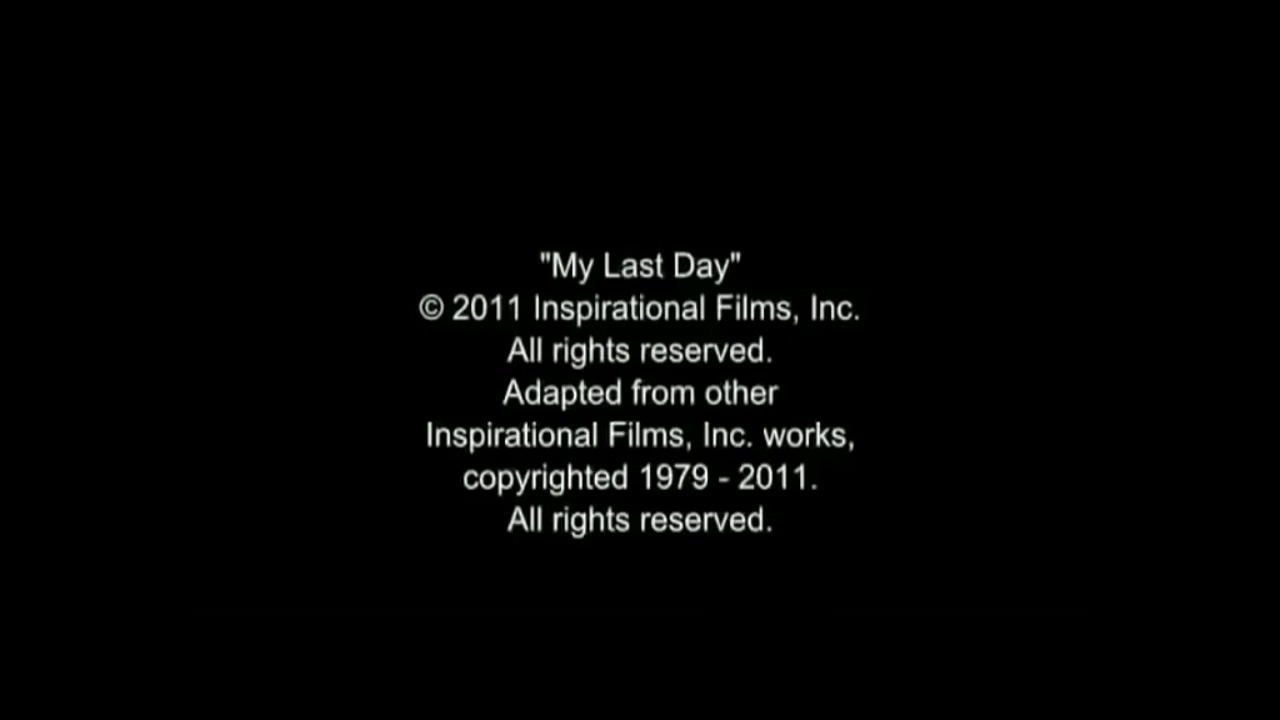 "My Last Day"
© 2011 Inspirational Films, Inc.
All rights reserved.
Adapted from other
Inspirational Films, Inc. works,
copyrighted 1979 - 2011.
All rights reserved.